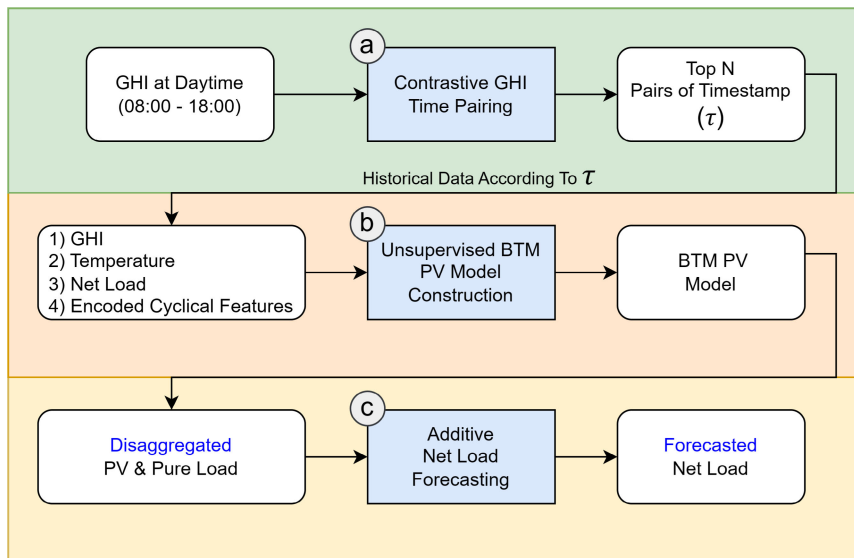 a
GHI at Daytime
(08:00 - 18:00)
Contrastive GHI
Time Pairing
Top N
Pairs of Timestamp
(τ)
Historical Data According To τ
b
1) GHI
2) Temperature
3) Net Load
4) Encoded Cyclical Features
Unsupervised BTM
PV Model
Construction
BTM PV
Model
c
Disaggregated
PV & Pure Load
Additive
Net Load
Forecasting
Forecasted
Net Load